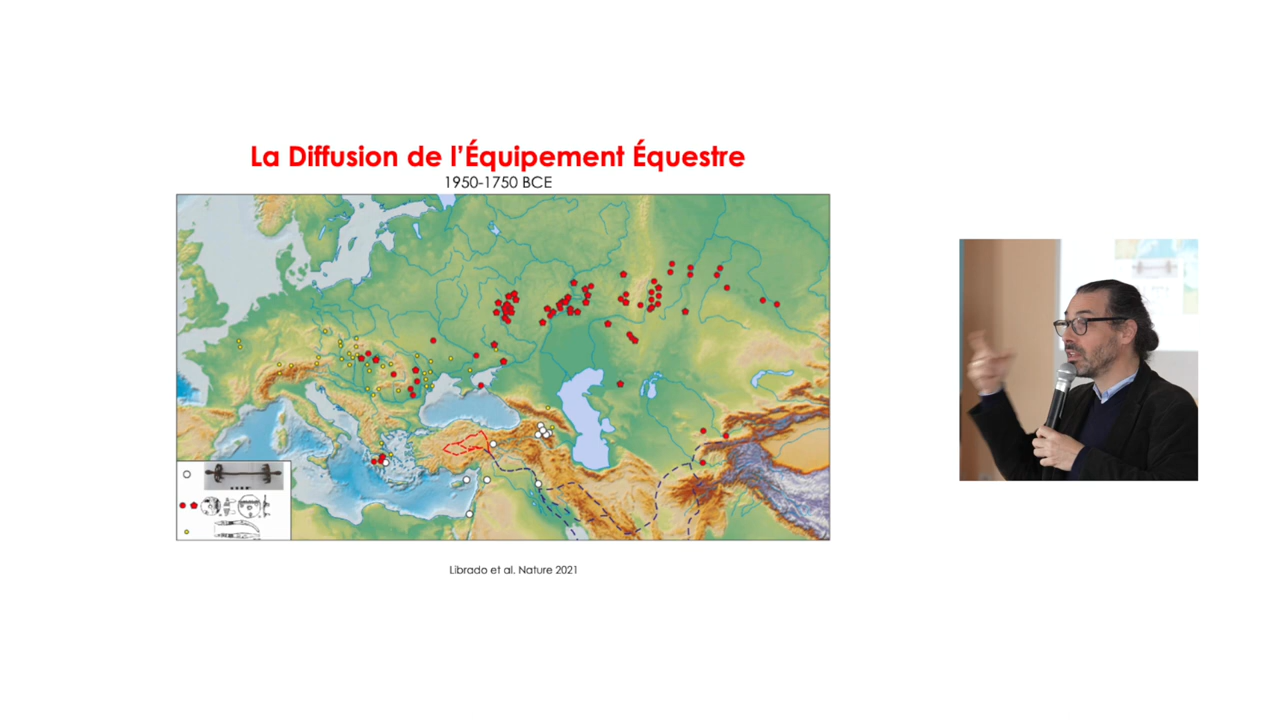 La Diffusion de l'Équipement Équestre
1950-1750 BCE
Librado et al. Nature 2021